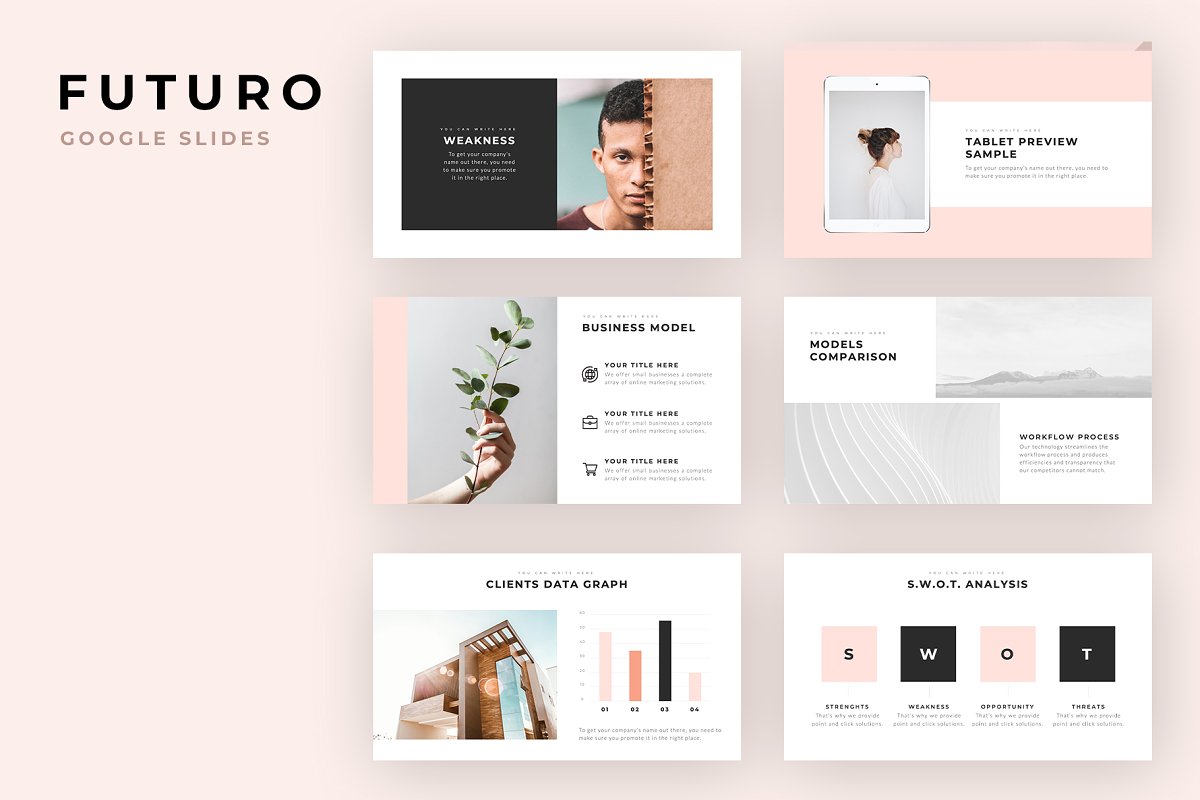 FUTURO
GOOGLE SLIDES
YOU CAN WRITE HERE
WEAKNESS
To get your company's
name out there, you need
to make sure you promote
it in the right place.
YOU CAN WRITE HERE
TABLET PREVIEW
SAMPLE
To get your company's name out there, you need to
make sure you promote it in the right place.
YOU CAN WRITE HERE
BUSINESS MODEL
YOUR TITLE HERE
We offer small businesses a complete
array of online marketing solutions.
YOUR TITLE HERE
We offer small businesses a complete
array of online marketing solutions.
YOUR TITLE HERE
We offer small businesses a complete
array of online marketing solutions.
YOU CAN WRITE HERE
MODELS
COMPARISON
WORKFLOW PROCESS
Our technology streamlines the
workflow process and produces
efficiencies and transparency that
our competitors cannot match.
YOU CAN WRITE HERE
CLIENTS DATA GRAPH
60
50
40
30
20
10
0
01 02 03 04
To get your company's name out there, you need to
make sure you promote it in the right place.
YOU CAN WRITE HERE
S.W.O.T. ANALYSIS
S W O T
STRENGHTS WEAKNESS OPPORTUNITY THREATS
That's why we provide That's why we provide That's why we provide That's why we provide
point and click solutions. point and click solutions. point and click solutions. point and click solutions.